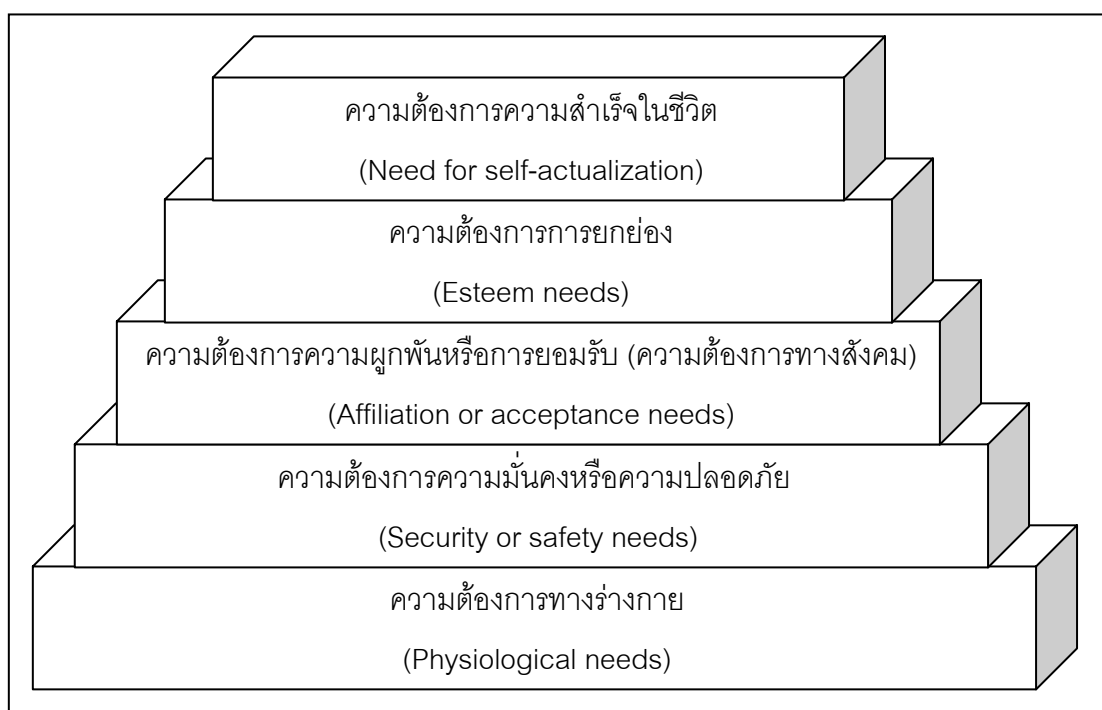 ความต้องการความสำเร็จในชีวิต
(Need for self-actualization)
ความต้องการการยกย่อง
(Esteem needs)
ความต้องการความผูกพันหรือการยอมรับ (ความต้องการทางสังคม)
(Affiliation or acceptance needs)
ความต้องการความมั่นคงหรือความปลอดภัย
(Security or safety needs)
ความต้องการทางร่างกาย
(Physiological needs)